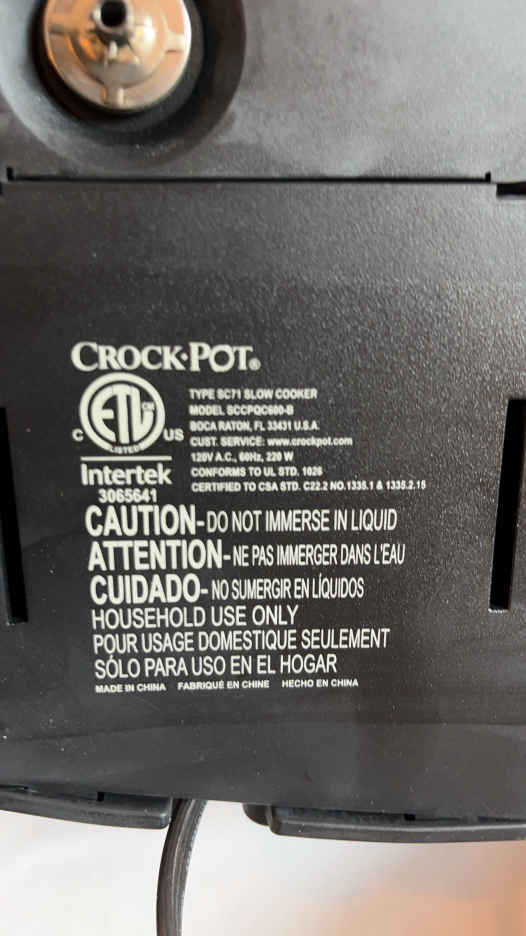 CROCK·POT®
ETL CM
LISTED
C US
Intertek
3065641
TYPE SC71 SLOW COOKER
MODEL SCCPQC600-B
BOCA RATON, FL 33431 U.S.A.
CUST. SERVICE: www.crockpot.com
120V A.C., 60Hz, 220 W
CONFORMS TO UL STD. 1026
CERTIFIED TO CSA STD. C22.2 NO.1335.1 & 1335.2.15
CAUTION- DO NOT IMMERSE IN LIQUID
ATTENTION- NE PAS IMMERGER DANS L'EAU
CUIDADO- NO SUMERGIR EN LÍQUIDOS
HOUSEHOLD USE ONLY
POUR USAGE DOMESTIQUE SEULEMENT
SÓLO PARA USO EN EL HOGAR
MADE IN CHINA FABRIQUÉ EN CHINE HECHO EN CHINA